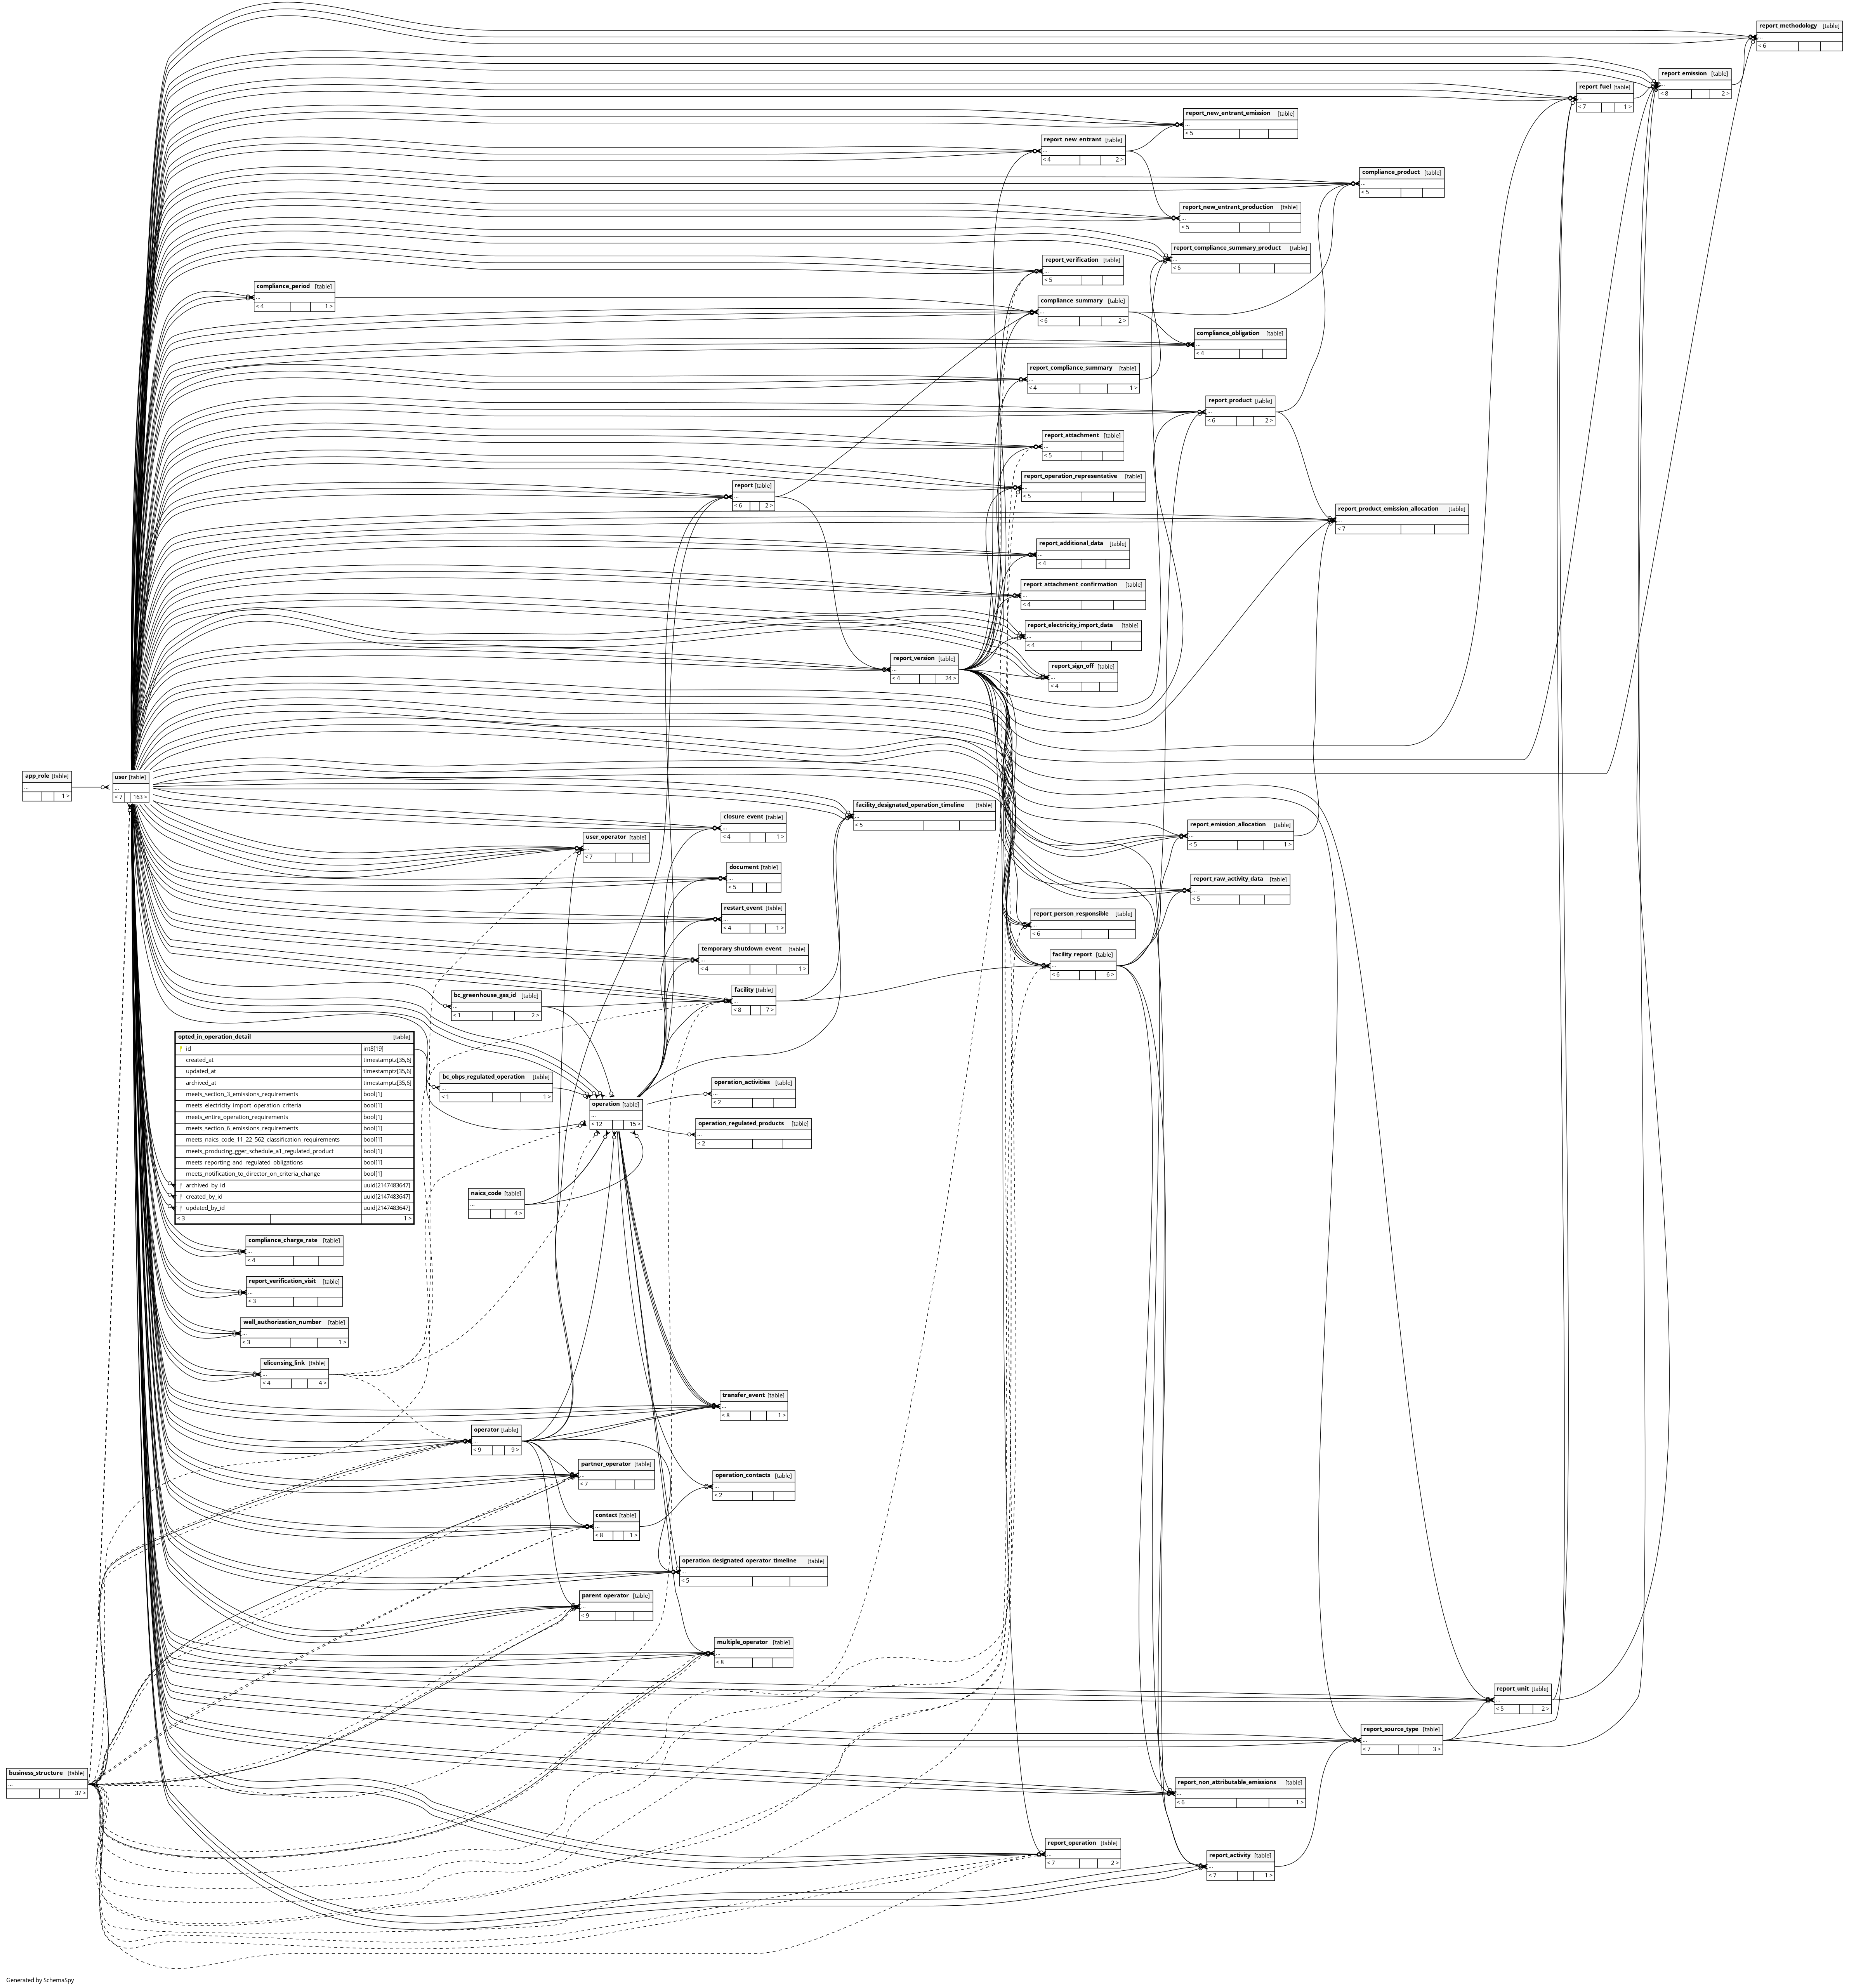 report_methodology [table]
...
< 6
report_emission [table]
...
< 8 2 >
report_fuel [table]
...
< 7 1 >
report_new_entrant_emission [table]
...
< 5
report_new_entrant [table]
...
< 4 2 >
compliance_product [table]
...
< 5
report_new_entrant_production [table]
...
< 5
report_compliance_summary_product [table]
...
< 6
report_verification [table]
...
< 5
compliance_period [table]
...
< 4 1 >
compliance_summary [table]
...
< 6 2 >
compliance_obligation [table]
...
< 4
report_compliance_summary [table]
...
< 4 1 >
report_product [table]
...
< 6 2 >
report_attachment [table]
...
< 5
report_operation_representative [table]
...
< 5
report [table]
...
< 6 2 >
report_product_emission_allocation [table]
...
< 7
report_additional_data [table]
...
< 4
report_attachment_confirmation [table]
...
< 4
report_electricity_import_data [table]
...
< 4
report_version [table]
...
< 4 24 >
report_sign_off [table]
...
< 4
app_role [table]
...
1 >
user [table]
...
< 7 163 >
facility_designated_operation_timeline [table]
...
< 5
closure_event [table]
...
< 4 1 >
report_emission_allocation [table]
...
< 5 1 >
user_operator [table]
...
< 7
document [table]
...
< 5
report_raw_activity_data [table]
...
< 5
restart_event [table]
...
< 4 1 >
report_person_responsible [table]
...
< 6
temporary_shutdown_event [table]
...
< 4 1 >
facility_report [table]
...
< 6 6 >
facility [table]
...
< 8 7 >
bc_greenhouse_gas_id [table]
...
< 1 2 >
opted_in_operation_detail [table]
id int8[19]
created_at timestamptz[35,6]
updated_at timestamptz[35,6]
archived_at timestamptz[35,6]
meets_section_3_emissions_requirements bool[1]
meets_electricity_import_operation_criteria bool[1]
meets_entire_operation_requirements bool[1]
meets_section_6_emissions_requirements bool[1]
meets_naics_code_11_22_562_classification_requirements bool[1]
meets_producing_gger_schedule_a1_regulated_product bool[1]
meets_reporting_and_regulated_obligations bool[1]
meets_notification_to_director_on_criteria_change bool[1]
archived_by_id uuid[2147483647]
created_by_id uuid[2147483647]
updated_by_id uuid[2147483647]
< 3 1 >
bc_obps_regulated_operation [table]
...
< 1 1 >
operation_activities [table]
...
< 2
operation [table]
...
< 12 15 >
operation_regulated_products [table]
...
< 2
naics_code [table]
...
4 >
compliance_charge_rate [table]
...
< 4
report_verification_visit [table]
...
< 3
well_authorization_number [table]
...
< 3 1 >
elicensing_link [table]
...
< 4 4 >
transfer_event [table]
...
< 8 1 >
operator [table]
...
< 9 9 >
partner_operator [table]
...
< 7
operation_contacts [table]
...
< 2
contact [table]
...
< 8 1 >
operation_designated_operator_timeline [table]
...
< 5
parent_operator [table]
...
< 9
multiple_operator [table]
...
< 8
report_unit [table]
...
< 5 2 >
report_source_type [table]
...
< 7 3 >
business_structure [table]
...
37 >
report_non_attributable_emissions [table]
...
< 6 1 >
report_operation [table]
...
< 7 2 >
report_activity [table]
...
< 7 1 >
Generated by SchemaSpy